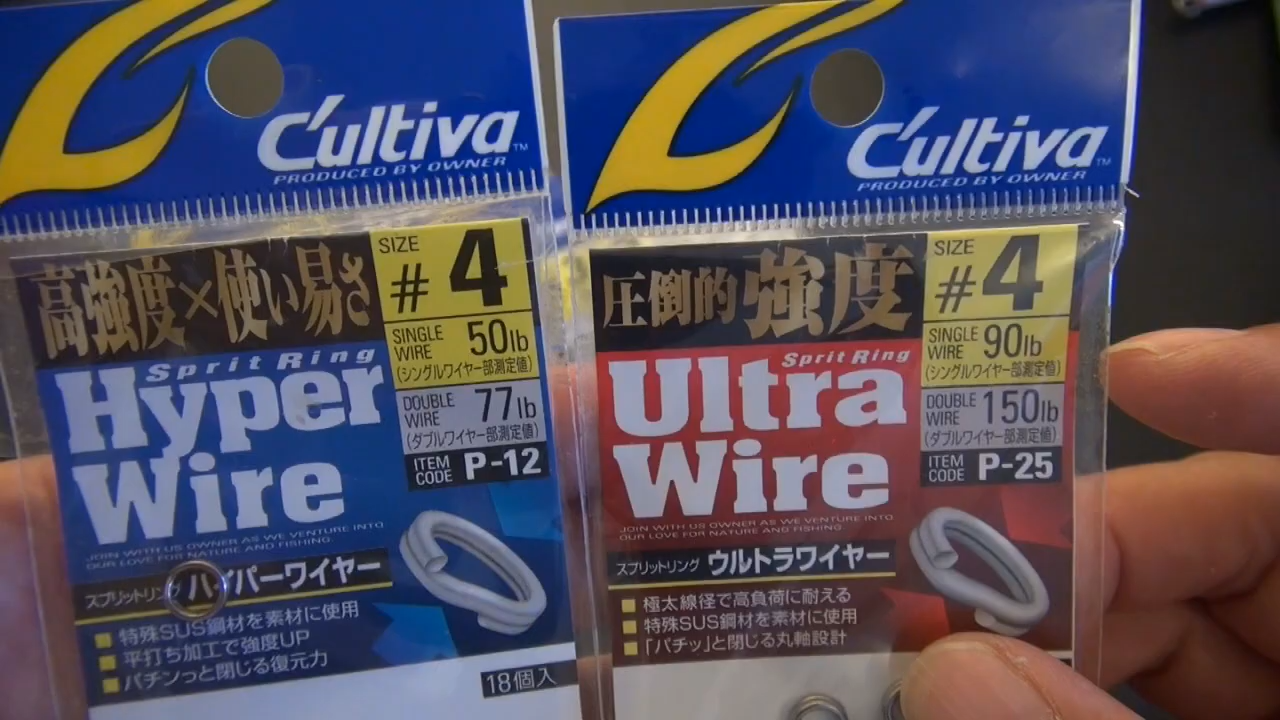 C'ultiva™
PRODUCED BY OWNER
高強度×使い易さ
SIZE
#4
SINGLE WIRE 50lb
(シングルワイヤー部測定値)
DOUBLE WIRE 77lb
(ダブルワイヤー部測定値)
ITEM CODE P-12
Sprit Ring
Hyper
Wire
JOIN WITH US OWNER AS WE VENTURE INTO
OUR LOVE FOR NATURE AND FISHING.
スプリットリング ハイパーワイヤー
特殊SUS鋼材を素材に使用
平打ち加工で強度UP
パチンっと閉じる復元力
18個入
C'ultiva™
PRODUCED BY OWNER
圧倒的強度
SIZE
#4
SINGLE WIRE 90lb
(シングルワイヤー部測定値)
DOUBLE WIRE 150lb
(ダブルワイヤー部測定値)
ITEM CODE P-25
Sprit Ring
Ultra
Wire
JOIN WITH US OWNER AS WE VENTURE INTO
OUR LOVE FOR NATURE AND FISHING.
スプリットリング ウルトラワイヤー
極太線径で高負荷に耐える
特殊SUS鋼材を素材に使用
「パチッ」と閉じる丸軸設計